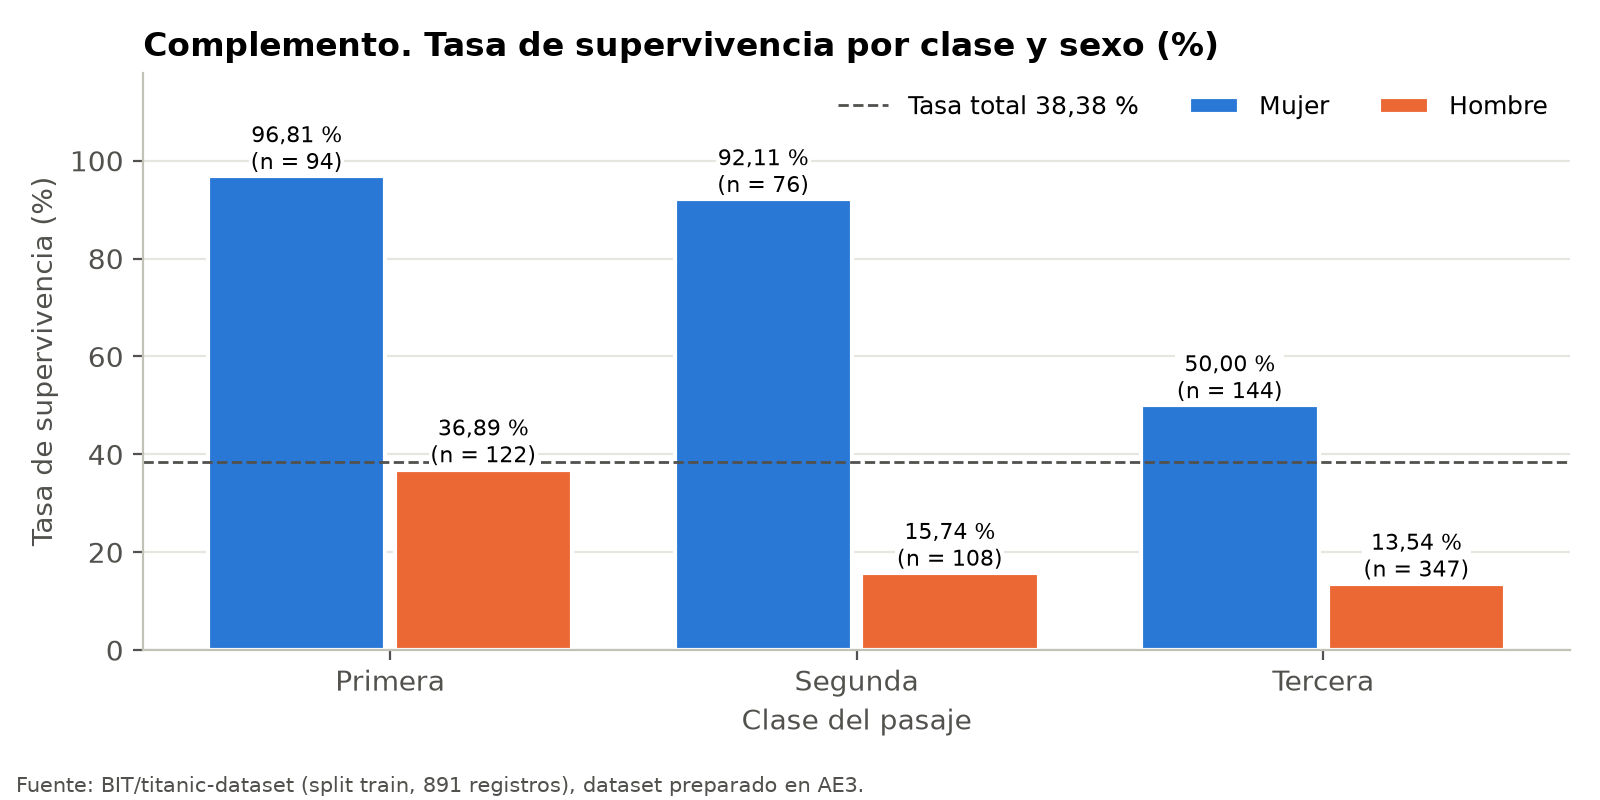 Complemento. Tasa de supervivencia por clase y sexo (%)
Tasa total 38,38 %
Mujer
Hombre
Tasa de supervivencia (%)
100
80
60
40
20
0
96,81 %
(n = 94)
36,89 %
(n = 122)
92,11 %
(n = 76)
15,74 %
(n = 108)
50,00 %
(n = 144)
13,54 %
(n = 347)
Primera
Segunda
Tercera
Clase del pasaje
Fuente: BIT/titanic-dataset (split train, 891 registros), dataset preparado en AE3.